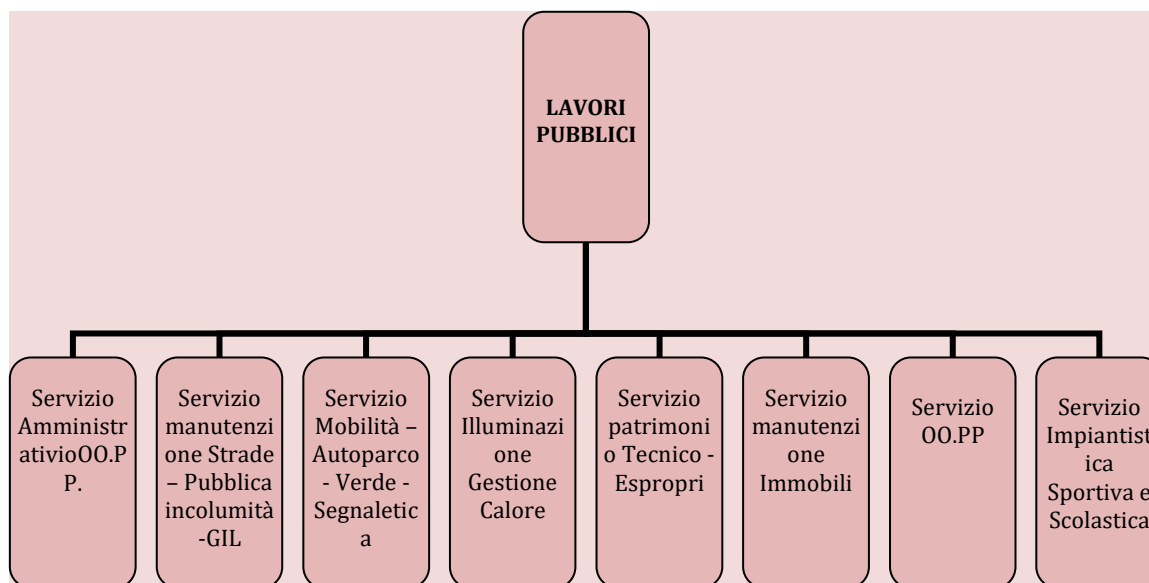 LAVORI
PUBBLICI
Servizio
Amministr
ativioOO.P
P.
Servizio
manutenzi
one Strade
– Pubblica
incolumità
-GIL
Servizio
Mobilità –
Autoparco
- Verde -
Segnaletic
a
Servizio
Illuminazi
one
Gestione
Calore
Servizio
patrimoni
o Tecnico -
Espropri
Servizio
manutenzi
one
Immobili
Servizio
OO.PP
Servizio
Impiantist
ica
Sportiva e
Scolastica